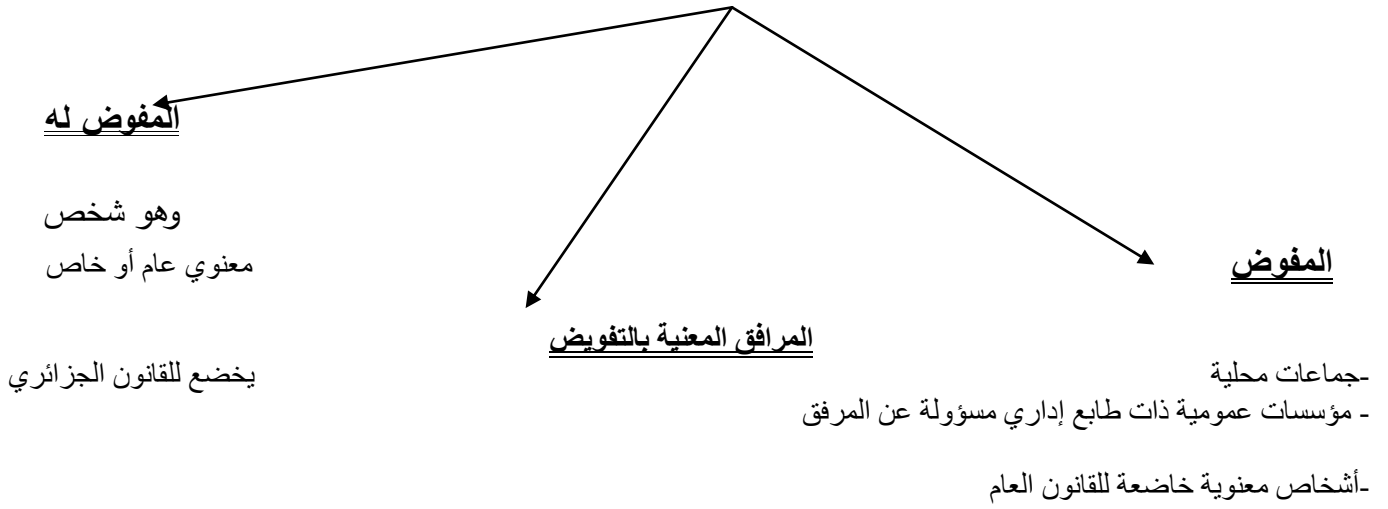 المفوض له
وهو شخص
معنوي عام أو خاص
المفوض
المرافق المعنية بالتفويض
يخضع للقانون الجزائري
-جماعات محلية
- مؤسسات عمومية ذات طابع إداري مسؤولة عن المرفق
-أشخاص معنوية خاضعة للقانون العام